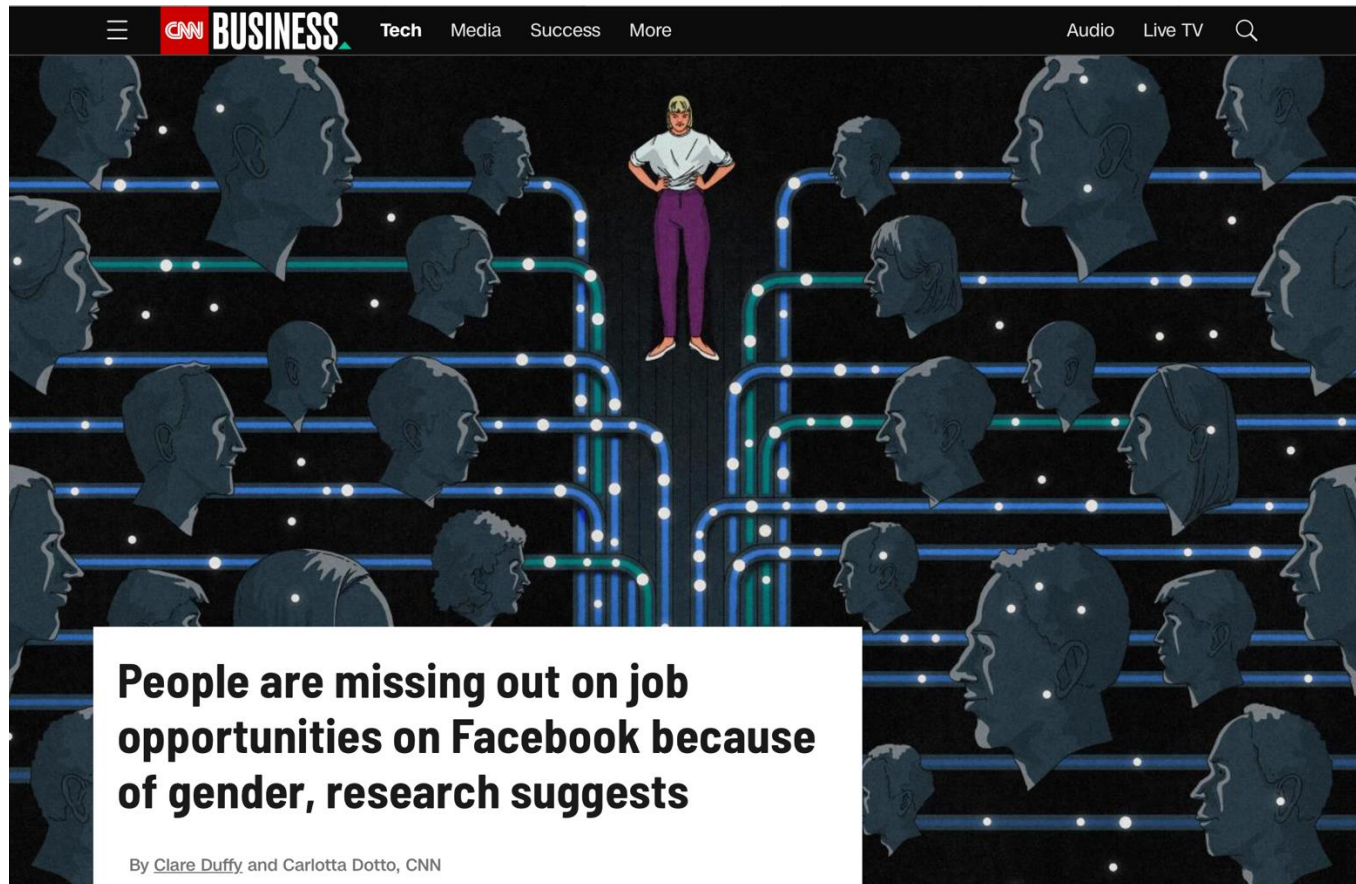 CNN BUSINESS Tech Media Success More Audio Live TV
People are missing out on job
opportunities on Facebook because
of gender, research suggests
By Clare Duffy and Carlotta Dotto, CNN